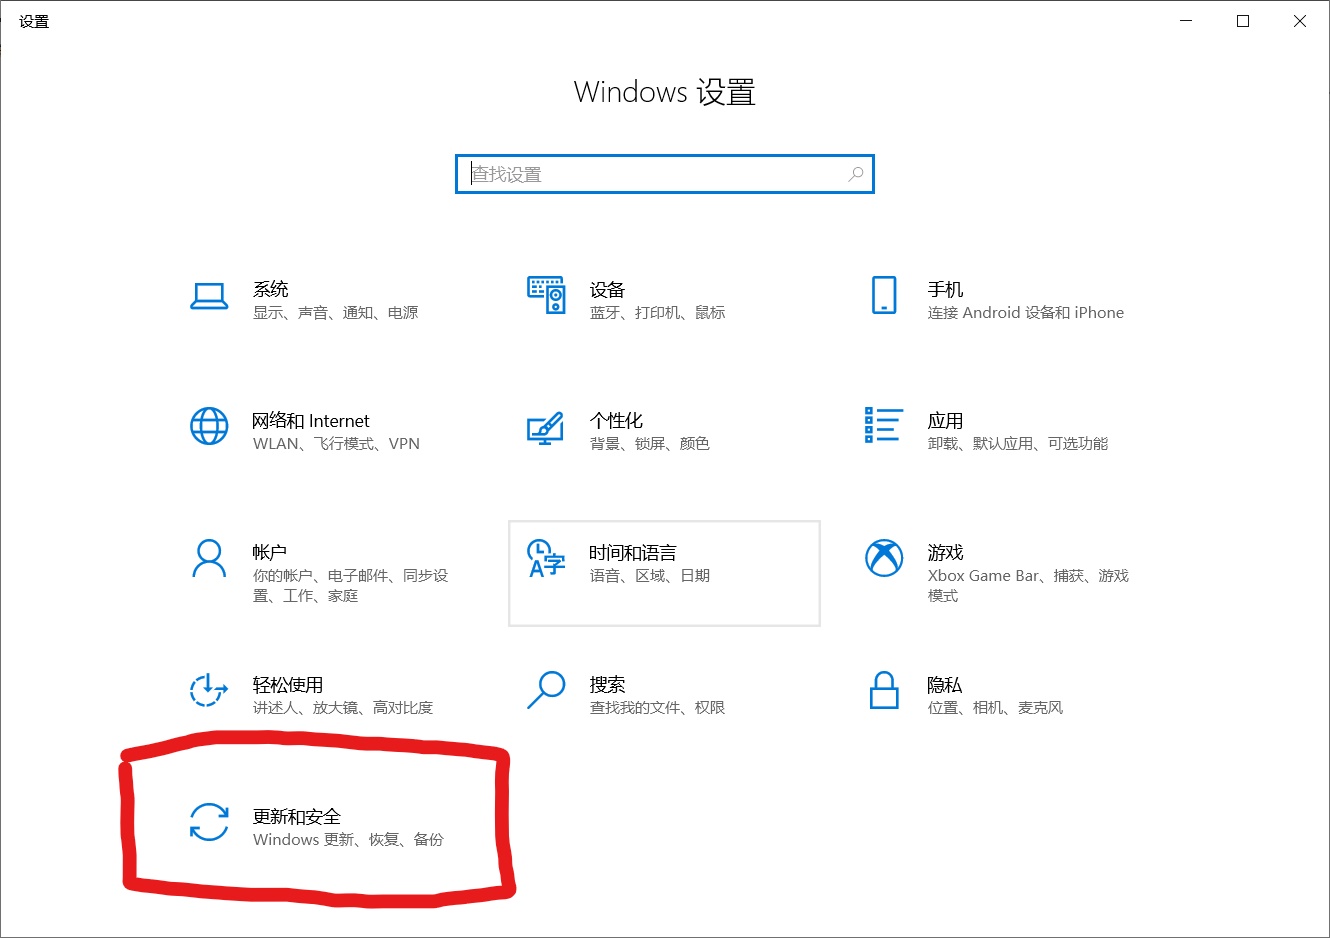 设置
Windows 设置
查找设置
系统
显示、声音、通知、电源
设备
蓝牙、打印机、鼠标
手机
连接 Android 设备和 iPhone
网络和 Internet
WLAN、飞行模式、VPN
个性化
背景、锁屏、颜色
应用
卸载、默认应用、可选功能
帐户
你的帐户、电子邮件、同步设
置、工作、家庭
时间和语言
语音、区域、日期
游戏
Xbox Game Bar、捕获、游戏
模式
轻松使用
讲述人、放大镜、高对比度
搜索
查找我的文件、权限
隐私
位置、相机、麦克风
更新和安全
Windows 更新、恢复、备份